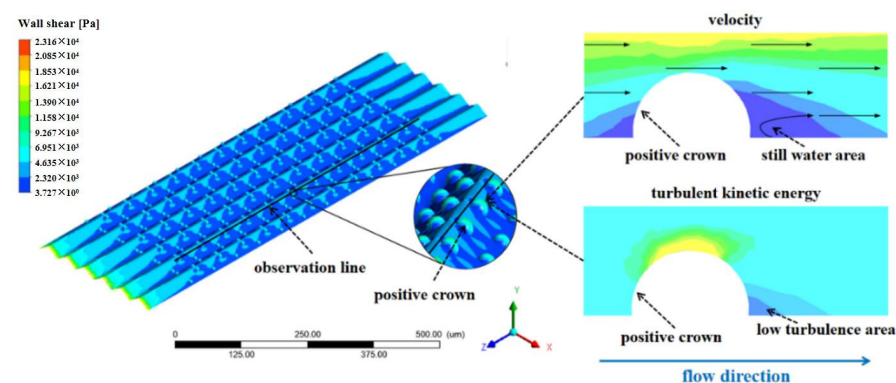 Wall shear [Pa]
2.316×10⁴
2.085×10⁴
1.853×10⁴
1.621×10⁴
1.390×10⁴
1.158×10⁴
9.267×10³
6.951×10³
4.635×10³
2.320×10³
3.727×10⁰
observation line
positive crown
0
250.00
500.00 (um)
125.00
375.00
Y
Z
X
velocity
positive crown
still water area
turbulent kinetic energy
positive crown
low turbulence area
flow direction